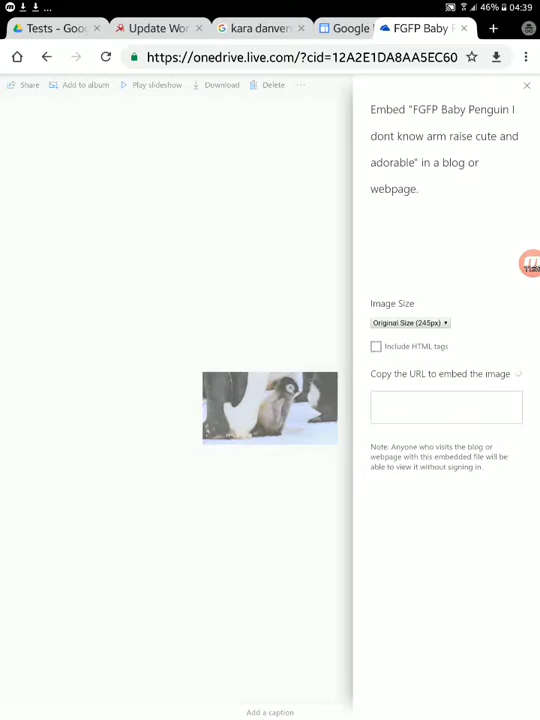 46% 04:39
Tests - Goog
Update Wor
kara danvers
Google
FGFP Baby P
https://onedrive.live.com/?cid=12A2E1DA8AA5EC60
Share Add to album Play slideshow Download Delete ...
Embed "FGFP Baby Penguin I
dont know arm raise cute and
adorable" in a blog or
webpage.
Image Size
Original Size (245px)
Include HTML tags
Copy the URL to embed the image
Note: Anyone who visits the blog or
webpage with this embedded file will be
able to view it without signing in.
Add a caption